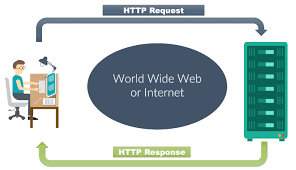 HTTP Request
World Wide Web
or Internet
HTTP Response